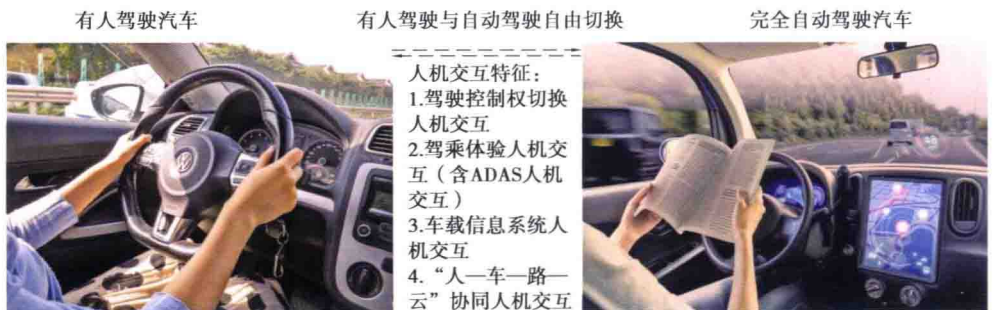 有人驾驶汽车
有人驾驶与自动驾驶自由切换
完全自动驾驶汽车
人机交互特征：
1.驾驶控制权切换
人机交互
2.驾乘体验人机交
互（含ADAS人机
交互）
3.车载信息系统人
机交互
4.“人—车—路—
云”协同人机交互